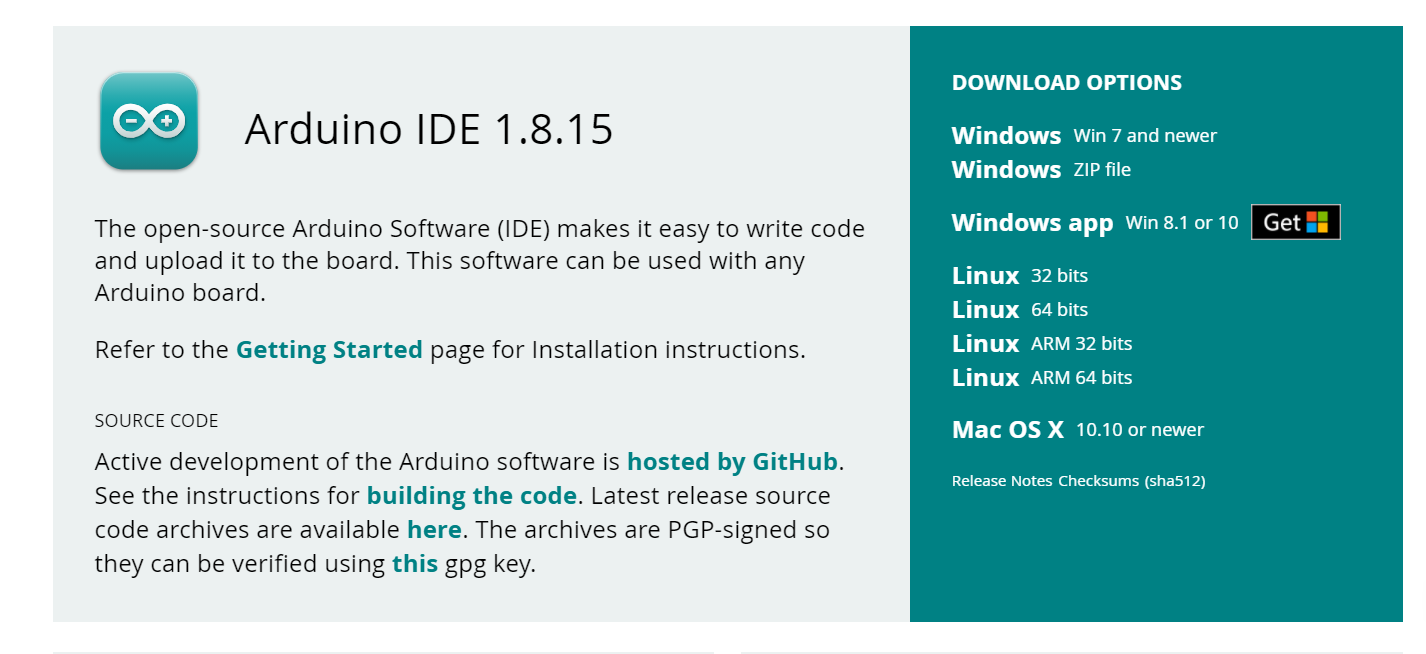 Arduino IDE 1.8.15
The open-source Arduino Software (IDE) makes it easy to write code
and upload it to the board. This software can be used with any
Arduino board.
Refer to the Getting Started page for Installation instructions.
SOURCE CODE
Active development of the Arduino software is hosted by GitHub.
See the instructions for building the code. Latest release source
code archives are available here. The archives are PGP-signed so
they can be verified using this gpg key.
DOWNLOAD OPTIONS
Windows Win 7 and newer
Windows ZIP file
Windows app Win 8.1 or 10 Get
Linux 32 bits
Linux 64 bits
Linux ARM 32 bits
Linux ARM 64 bits
Mac OS X 10.10 or newer
Release Notes Checksums (sha512)